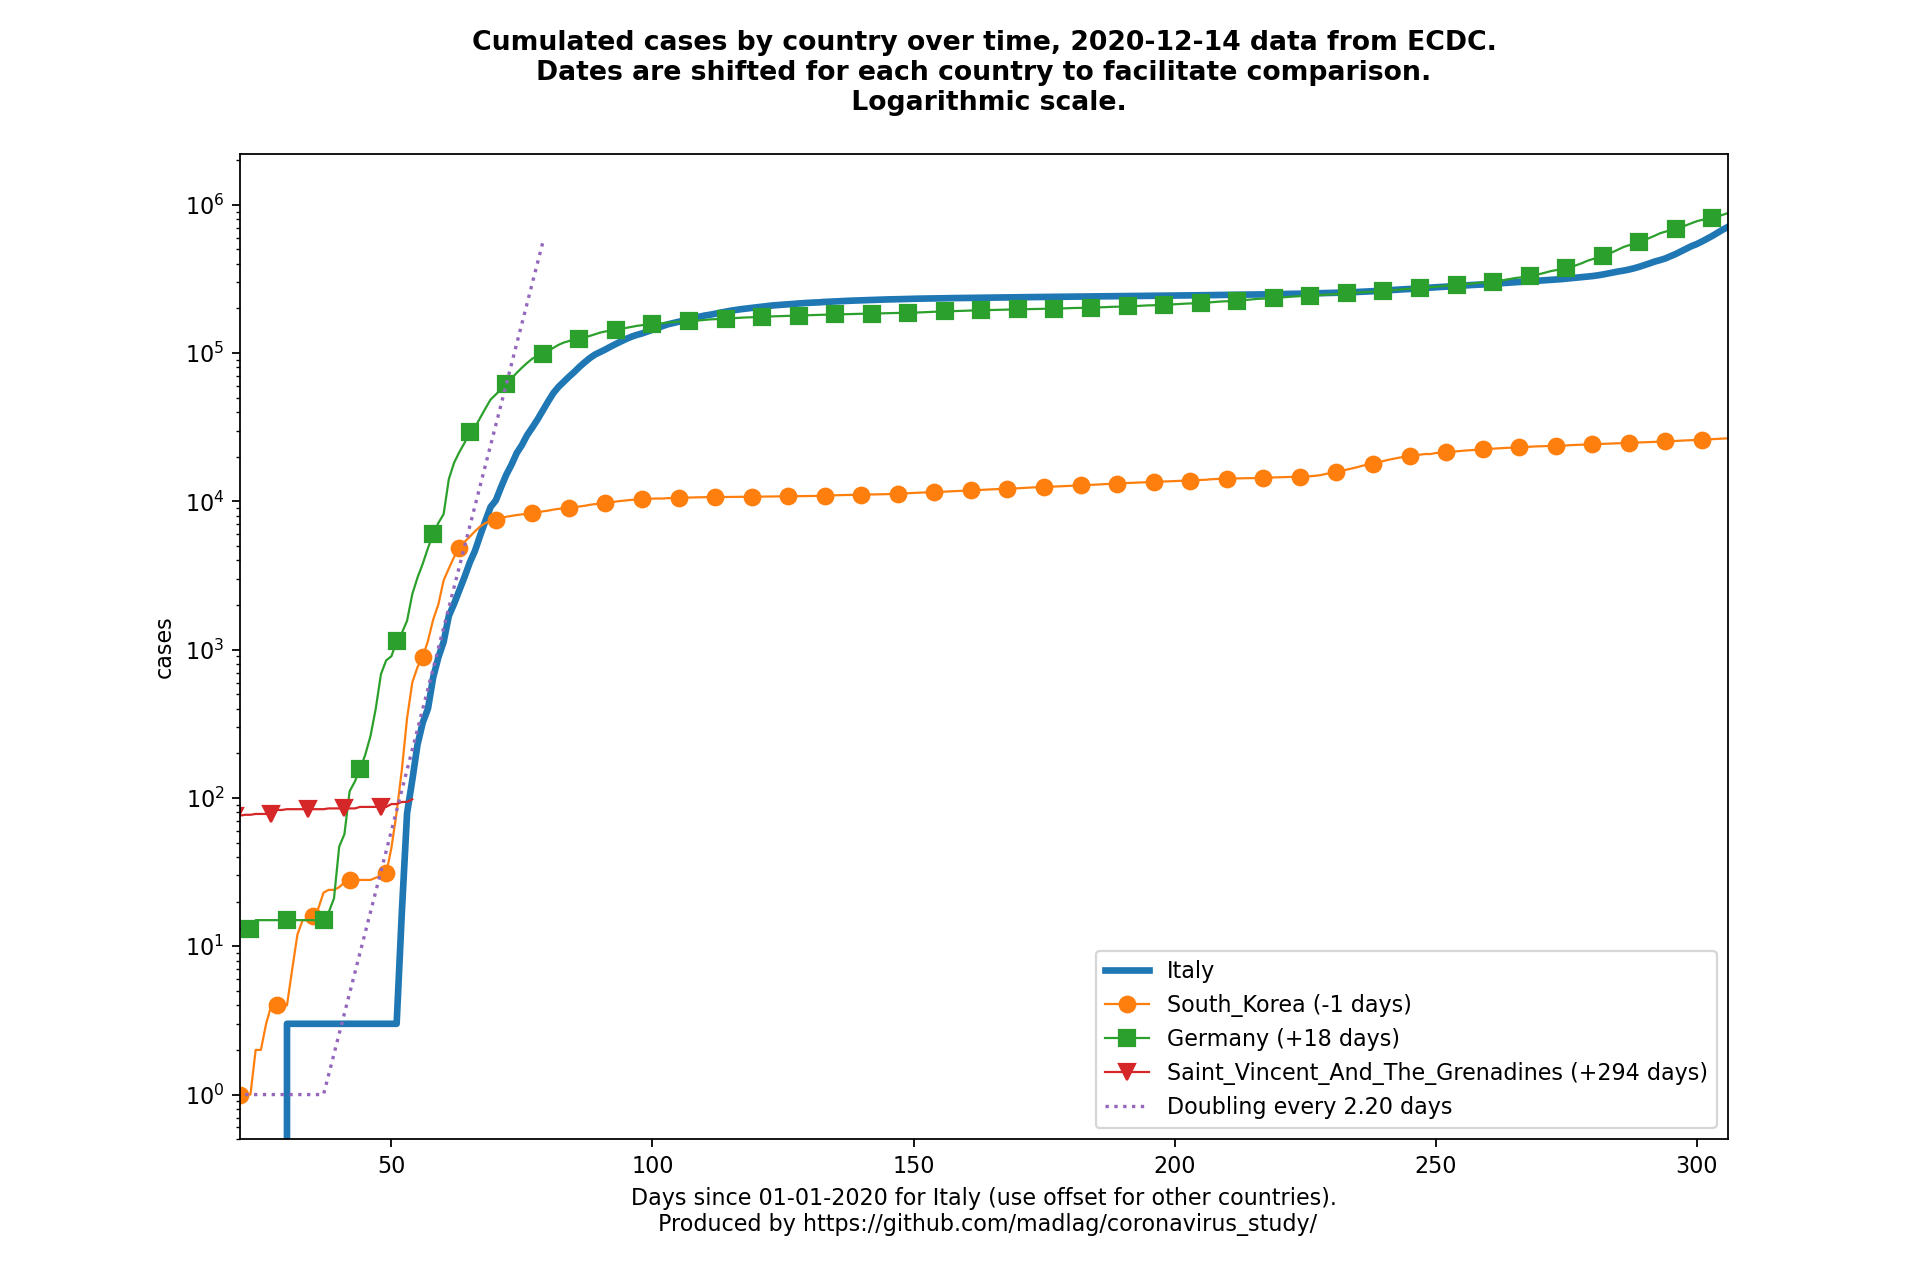 Cumulated cases by country over time, 2020-12-14 data from ECDC.
Dates are shifted for each country to facilitate comparison.
Logarithmic scale.
10^6
10^5
10^4
10^3
10^2
10^1
10^0
cases
Italy
South_Korea (-1 days)
Germany (+18 days)
Saint_Vincent_And_The_Grenadines (+294 days)
Doubling every 2.20 days
50 100 150 200 250 300
Days since 01-01-2020 for Italy (use offset for other countries).
Produced by https://github.com/madlag/coronavirus_study/